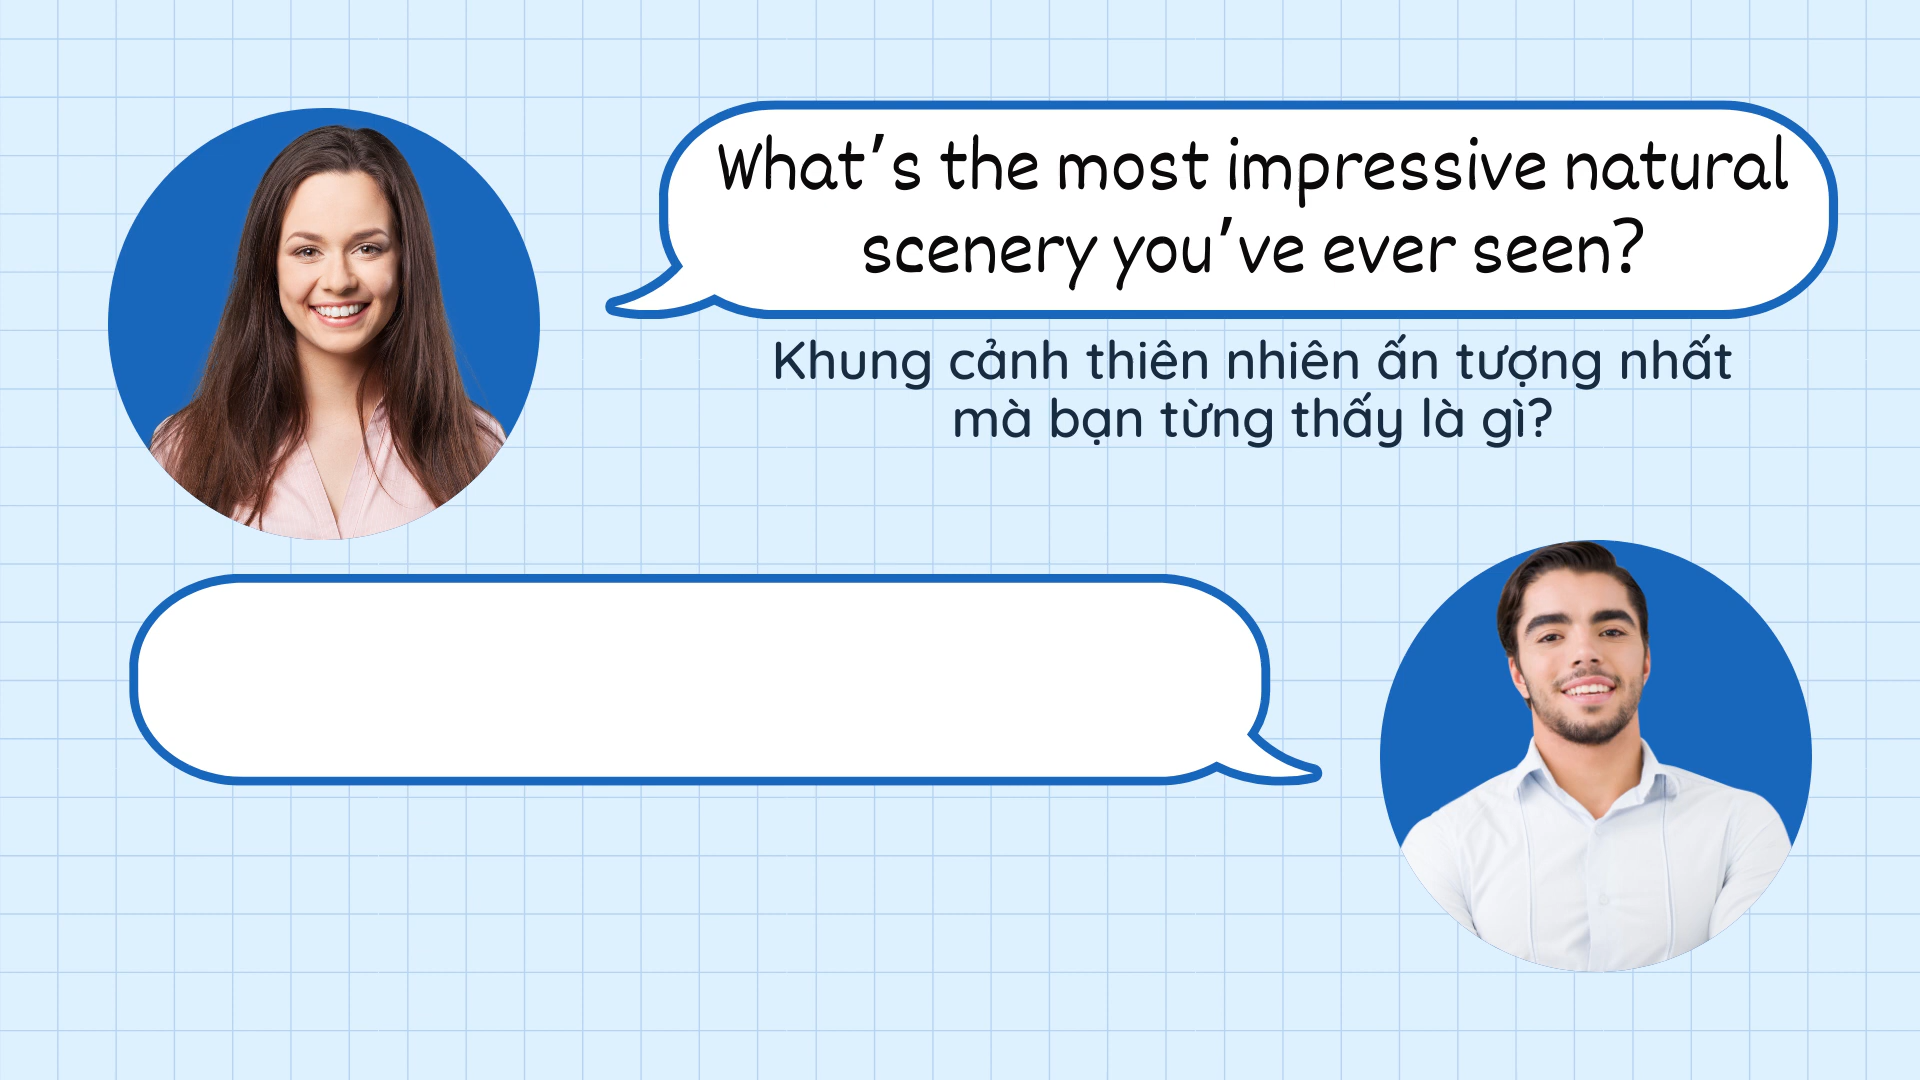 What's the most impressive natural
scenery you've ever seen?
Khung cảnh thiên nhiên ấn tượng nhất
mà bạn từng thấy là gì?